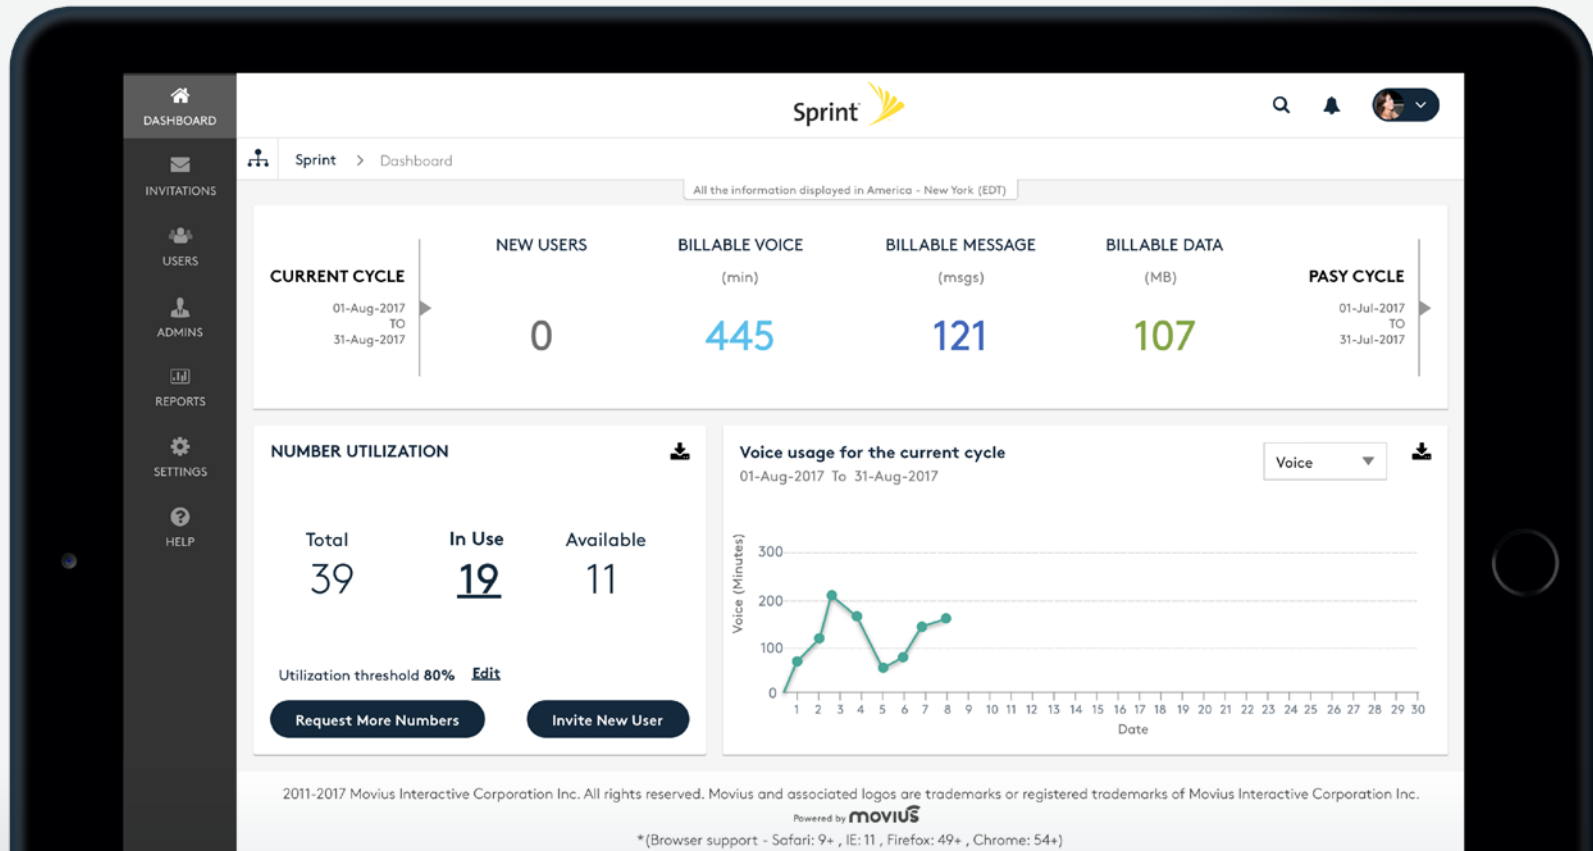 DASHBOARD
INVITATIONS
USERS
ADMINS
REPORTS
SETTINGS
HELP
Sprint
Sprint > Dashboard
All the information displayed in America - New York (EDT)
CURRENT CYCLE
01-Aug-2017
TO
31-Aug-2017
NEW USERS
0
BILLABLE VOICE
(min)
445
BILLABLE MESSAGE
(msgs)
121
BILLABLE DATA
(MB)
107
PASY CYCLE
01-Jul-2017
TO
31-Jul-2017
NUMBER UTILIZATION
Total
39
In Use
19
Available
11
Utilization threshold 80% Edit
Request More Numbers
Invite New User
Voice usage for the current cycle
01-Aug-2017 To 31-Aug-2017
Voice
Voice (Minutes)
300
200
100
0
1 2 3 4 5 6 7 8 9 10 11 12 13 14 15 16 17 18 19 20 21 22 23 24 25 26 27 28 29 30
Date
2011-2017 Movius Interactive Corporation Inc. All rights reserved. Movius and associated logos are trademarks or registered trademarks of Movius Interactive Corporation Inc.
Powered by movius
*(Browser support - Safari: 9+ , IE: 11 , Firefox: 49+ , Chrome: 54+)